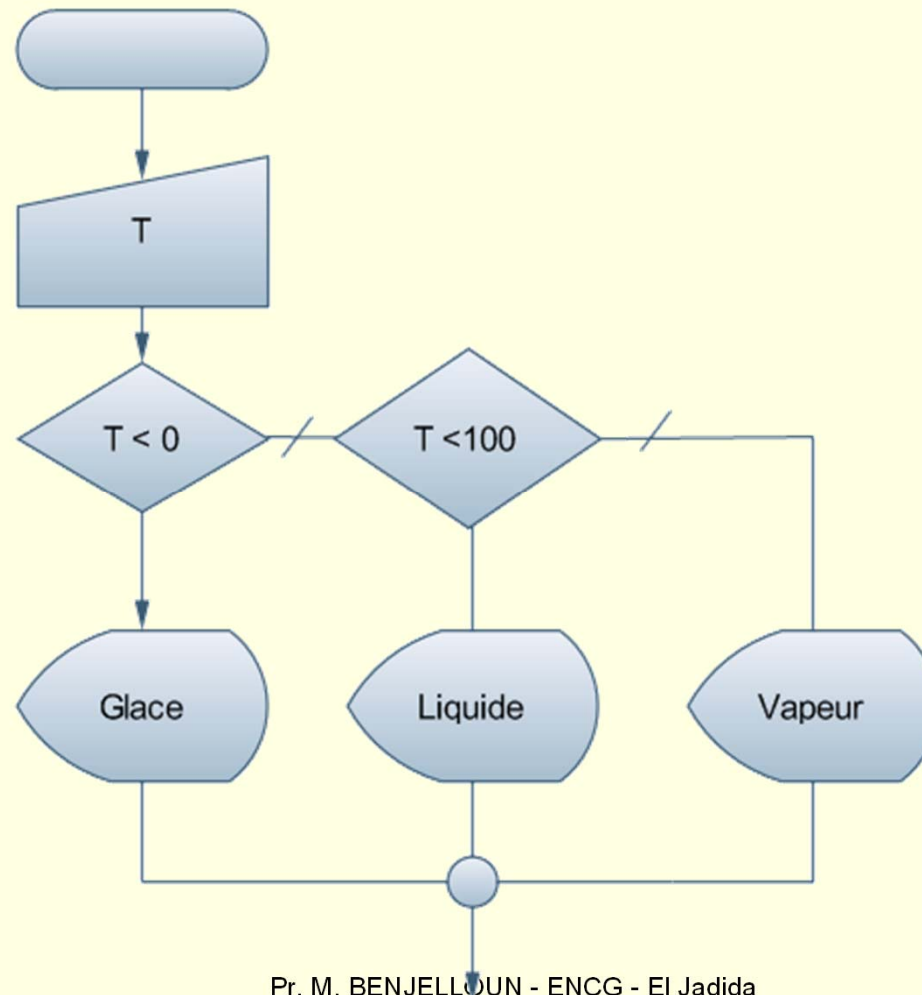 T
T < 0
T <100
Glace
Liquide
Vapeur
Pr. M. BENJELLOUN - ENCG - El Jadida